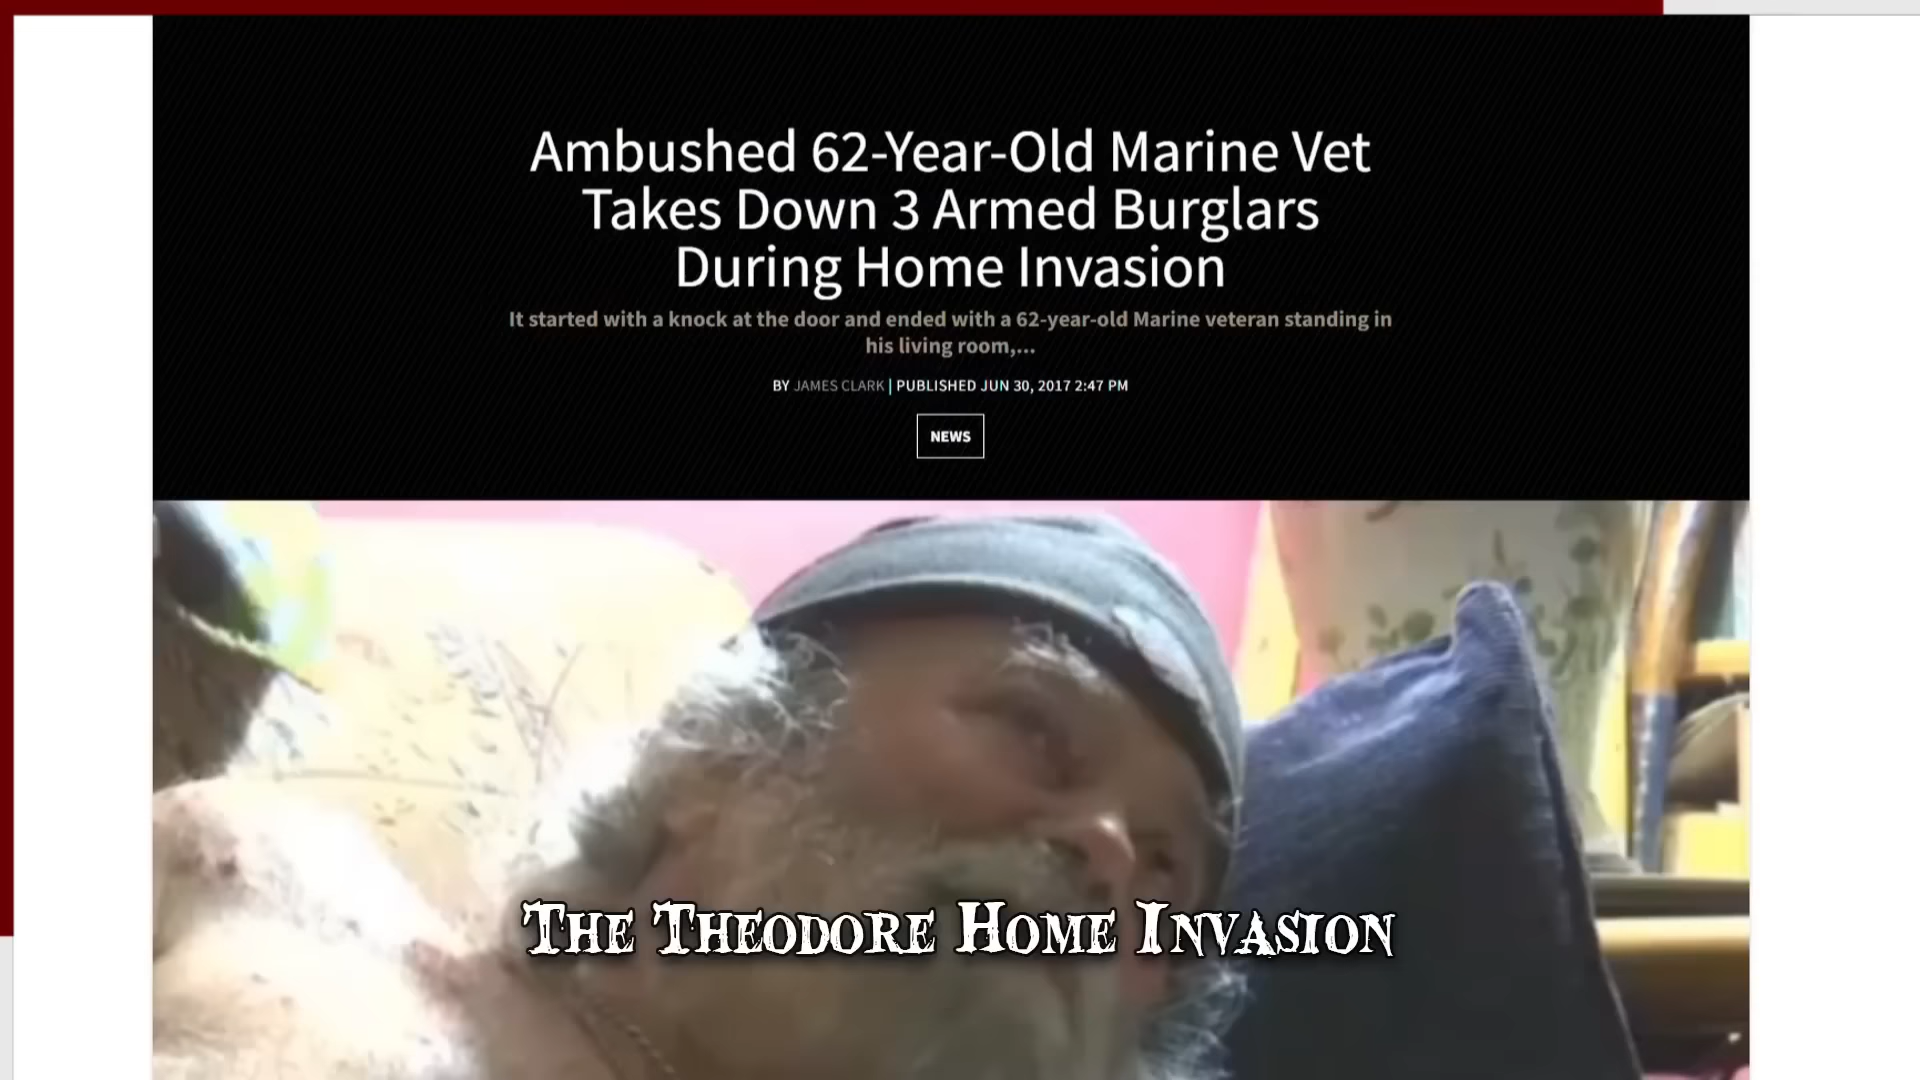 Ambushed 62-Year-Old Marine Vet
Takes Down 3 Armed Burglars
During Home Invasion
It started with a knock at the door and ended with a 62-year-old Marine veteran standing in
his living room,...
BY JAMES CLARK | PUBLISHED JUN 30, 2017 2:47 PM
NEWS
The Theodore Home Invasion